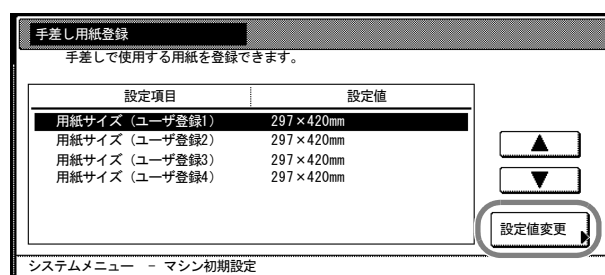 手差し用紙登録
手差しで使用する用紙を登録できます。
設定項目 設定値
用紙サイズ（ユーザ登録1） 297×420mm
用紙サイズ（ユーザ登録2） 297×420mm
用紙サイズ（ユーザ登録3） 297×420mm
用紙サイズ（ユーザ登録4） 297×420mm
設定値変更
システムメニュー － マシン初期設定